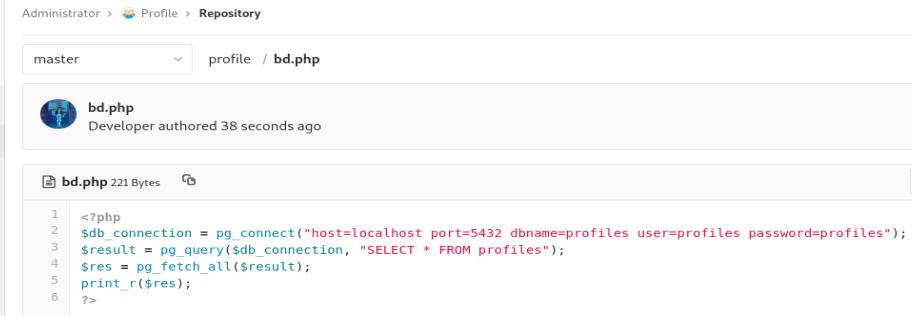 Administrator > Profile > Repository
master profile / bd.php
bd.php
Developer authored 38 seconds ago
bd.php 221 Bytes
1 <?php
2 $db_connection = pg_connect("host=localhost port=5432 dbname=profiles user=profiles password=profiles");
3 $result = pg_query($db_connection, "SELECT * FROM profiles");
4 $res = pg_fetch_all($result);
5 print_r($res);
6 ?>